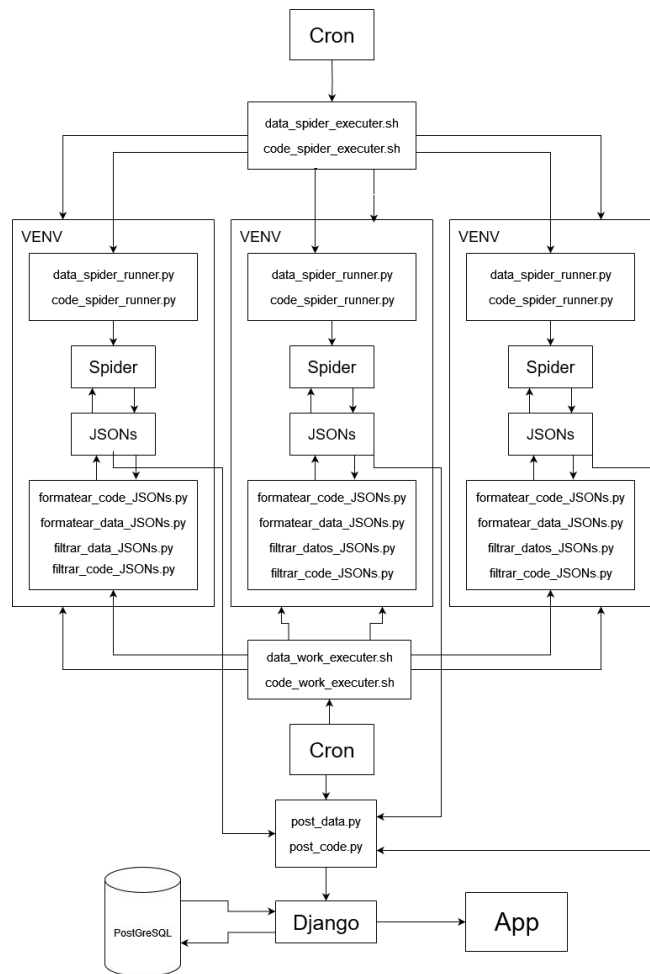 Cron
data_spider_executer.sh
code_spider_executer.sh
VENV
data_spider_runner.py
code_spider_runner.py
Spider
JSONs
formatear_code_JSONs.py
formatear_data_JSONs.py
filtrar_data_JSONs.py
filtrar_code_JSONs.py
VENV
data_spider_runner.py
code_spider_runner.py
Spider
JSONs
formatear_code_JSONs.py
formatear_data_JSONs.py
filtrar_datos_JSONs.py
filtrar_code_JSONs.py
VENV
data_spider_runner.py
code_spider_runner.py
Spider
JSONs
formatear_code_JSONs.py
formatear_data_JSONs.py
filtrar_datos_JSONs.py
filtrar_code_JSONs.py
data_work_executer.sh
code_work_executer.sh
Cron
post_data.py
post_code.py
PostGreSQL
Django
App